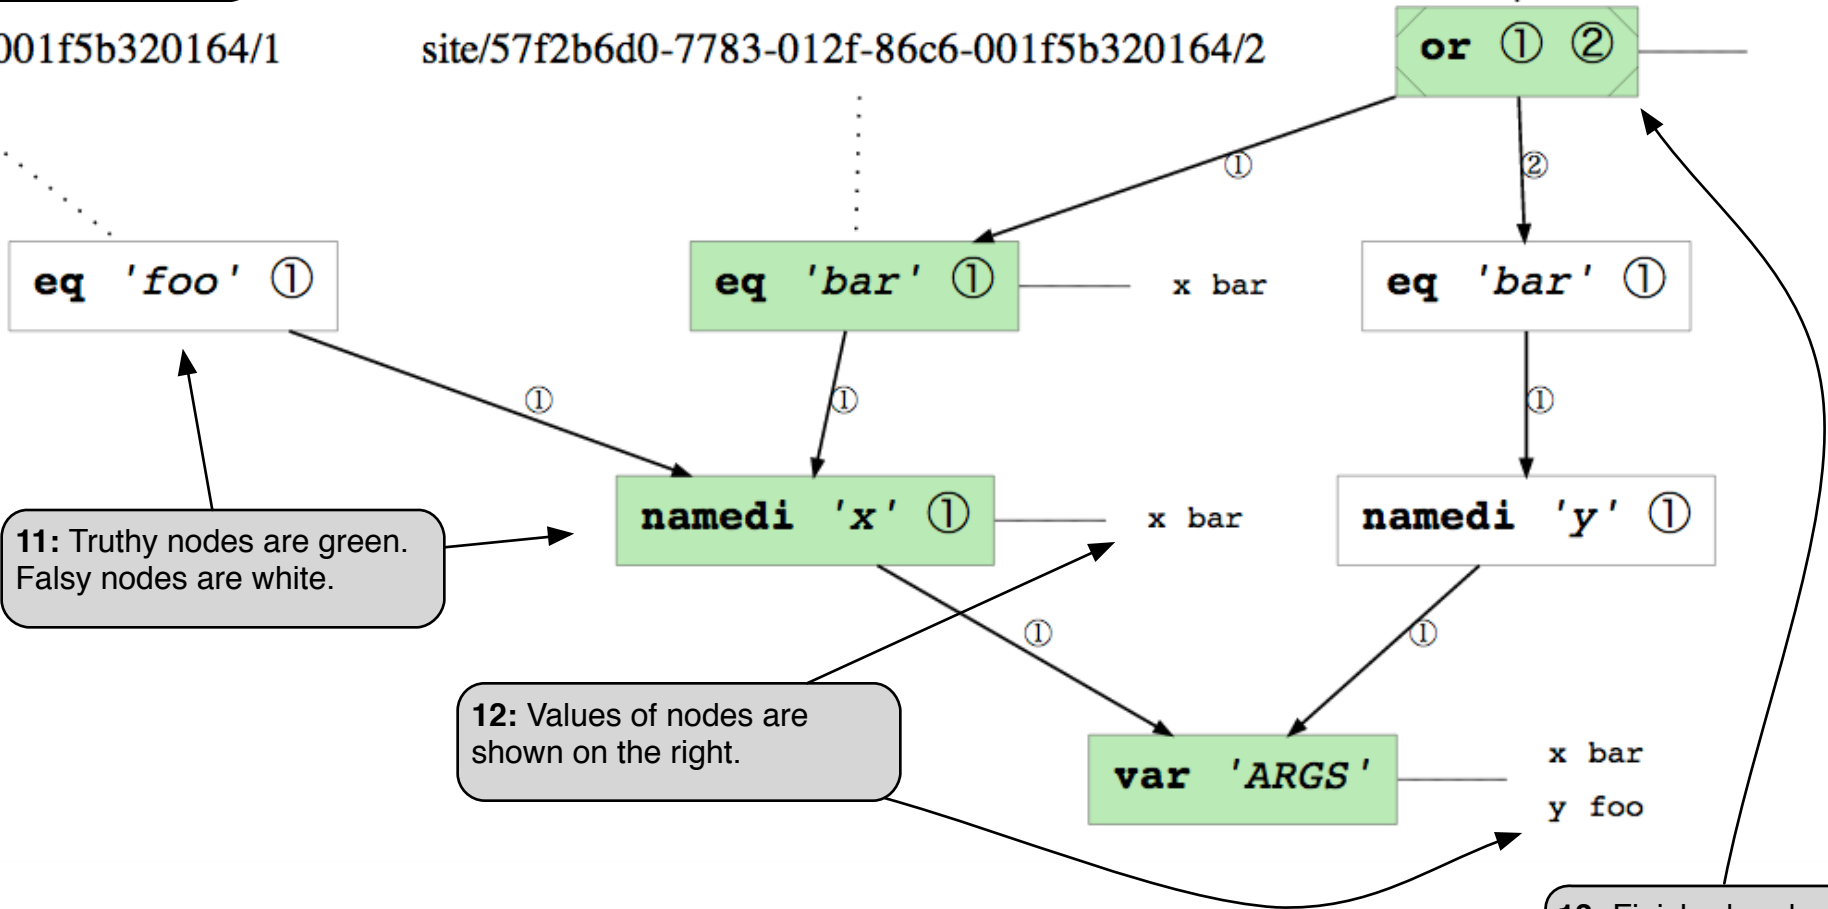 001f5b320164/1
site/57f2b6d0-7783-012f-86c6-001f5b320164/2
or ① ②
①
②
eq 'foo' ①
eq 'bar' ①
x bar
eq 'bar' ①
①
①
①
namedi 'x' ①
x bar
namedi 'y' ①
11: Truthy nodes are green.
Falsy nodes are white.
①
①
12: Values of nodes are
shown on the right.
var 'ARGS'
x bar
y foo